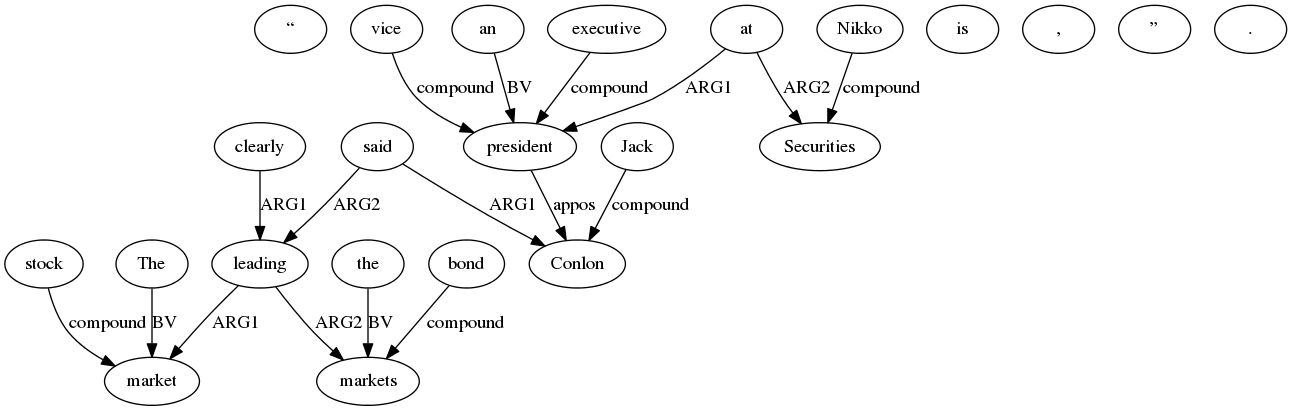 “ vice an executive at Nikko is , ” .
compound BV compound ARG1 ARG2 compound
clearly said president Jack Securities
ARG1 ARG2 ARG1 appos compound
stock The leading the bond Conlon
compound BV ARG1 ARG2 BV compound
market markets